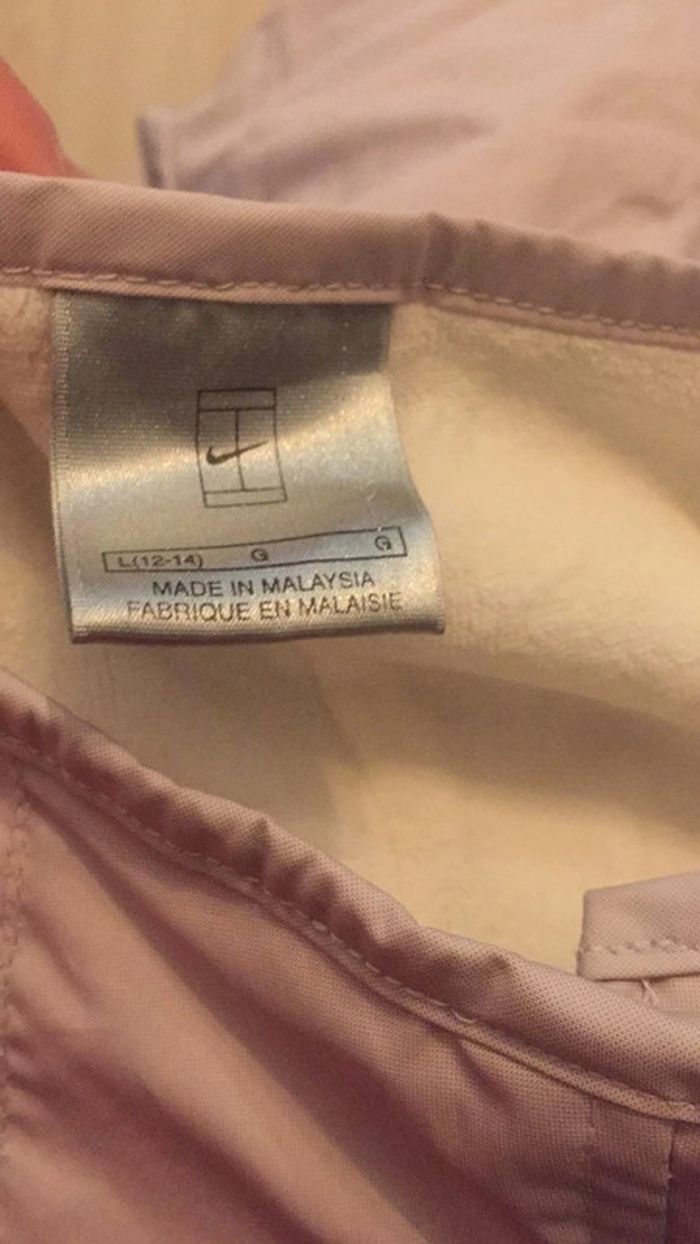 L(12-14) G G
MADE IN MALAYSIA
FABRIQUE EN MALAISIE